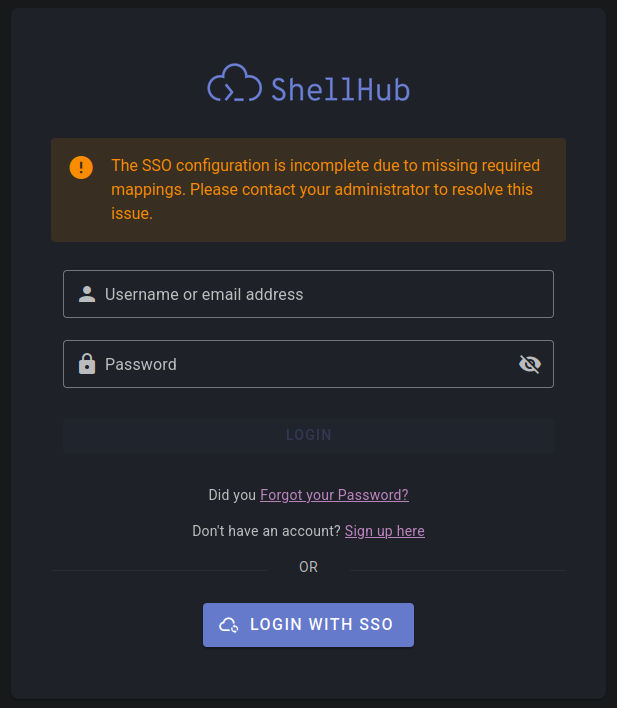 ShellHub
The SSO configuration is incomplete due to missing required
mappings. Please contact your administrator to resolve this
issue.
Username or email address
Password
LOGIN
Did you Forgot your Password?
Don't have an account? Sign up here
OR
LOGIN WITH SSO